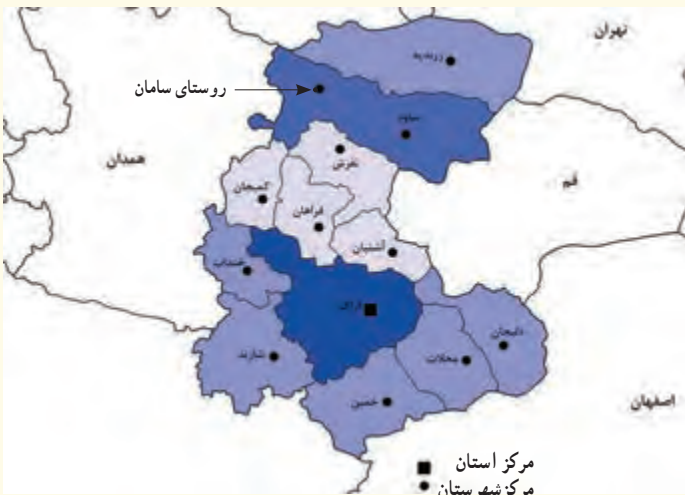 تهران
زرندیه
روستای سامان
ساوه
همدان
تفرش
قم
کمیجان
فراهان
آشتیان
خنداب
اراک
دلیجان
شازند
محلات
خمین
اصفهان
مرکز استان
مرکز شهرستان